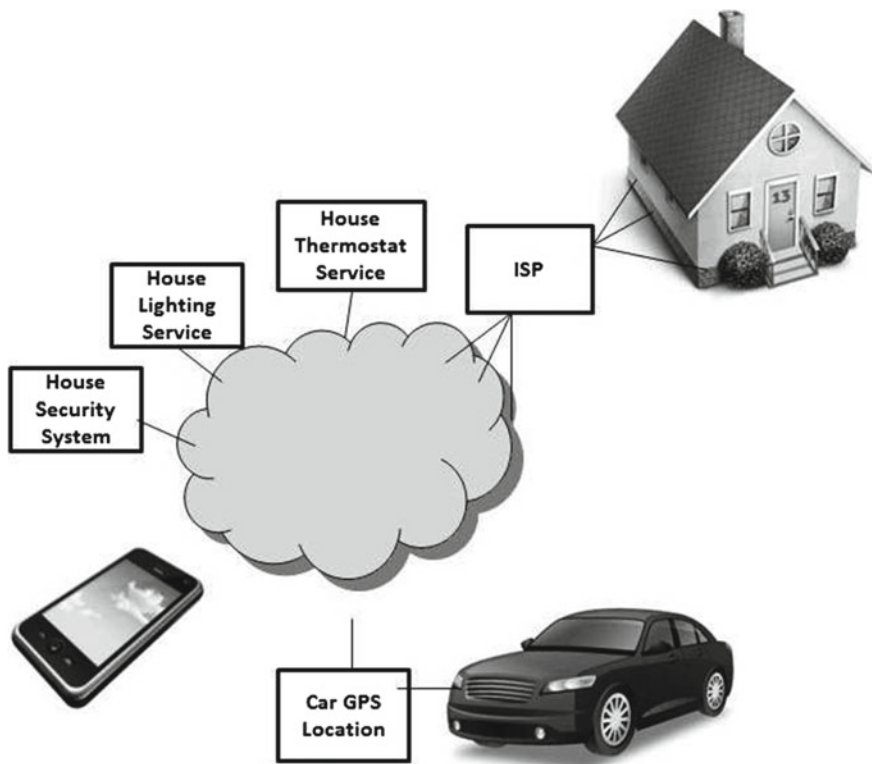 House
Thermostat
Service
ISP
13
House
Lighting
Service
House
Security
System
Car GPS
Location